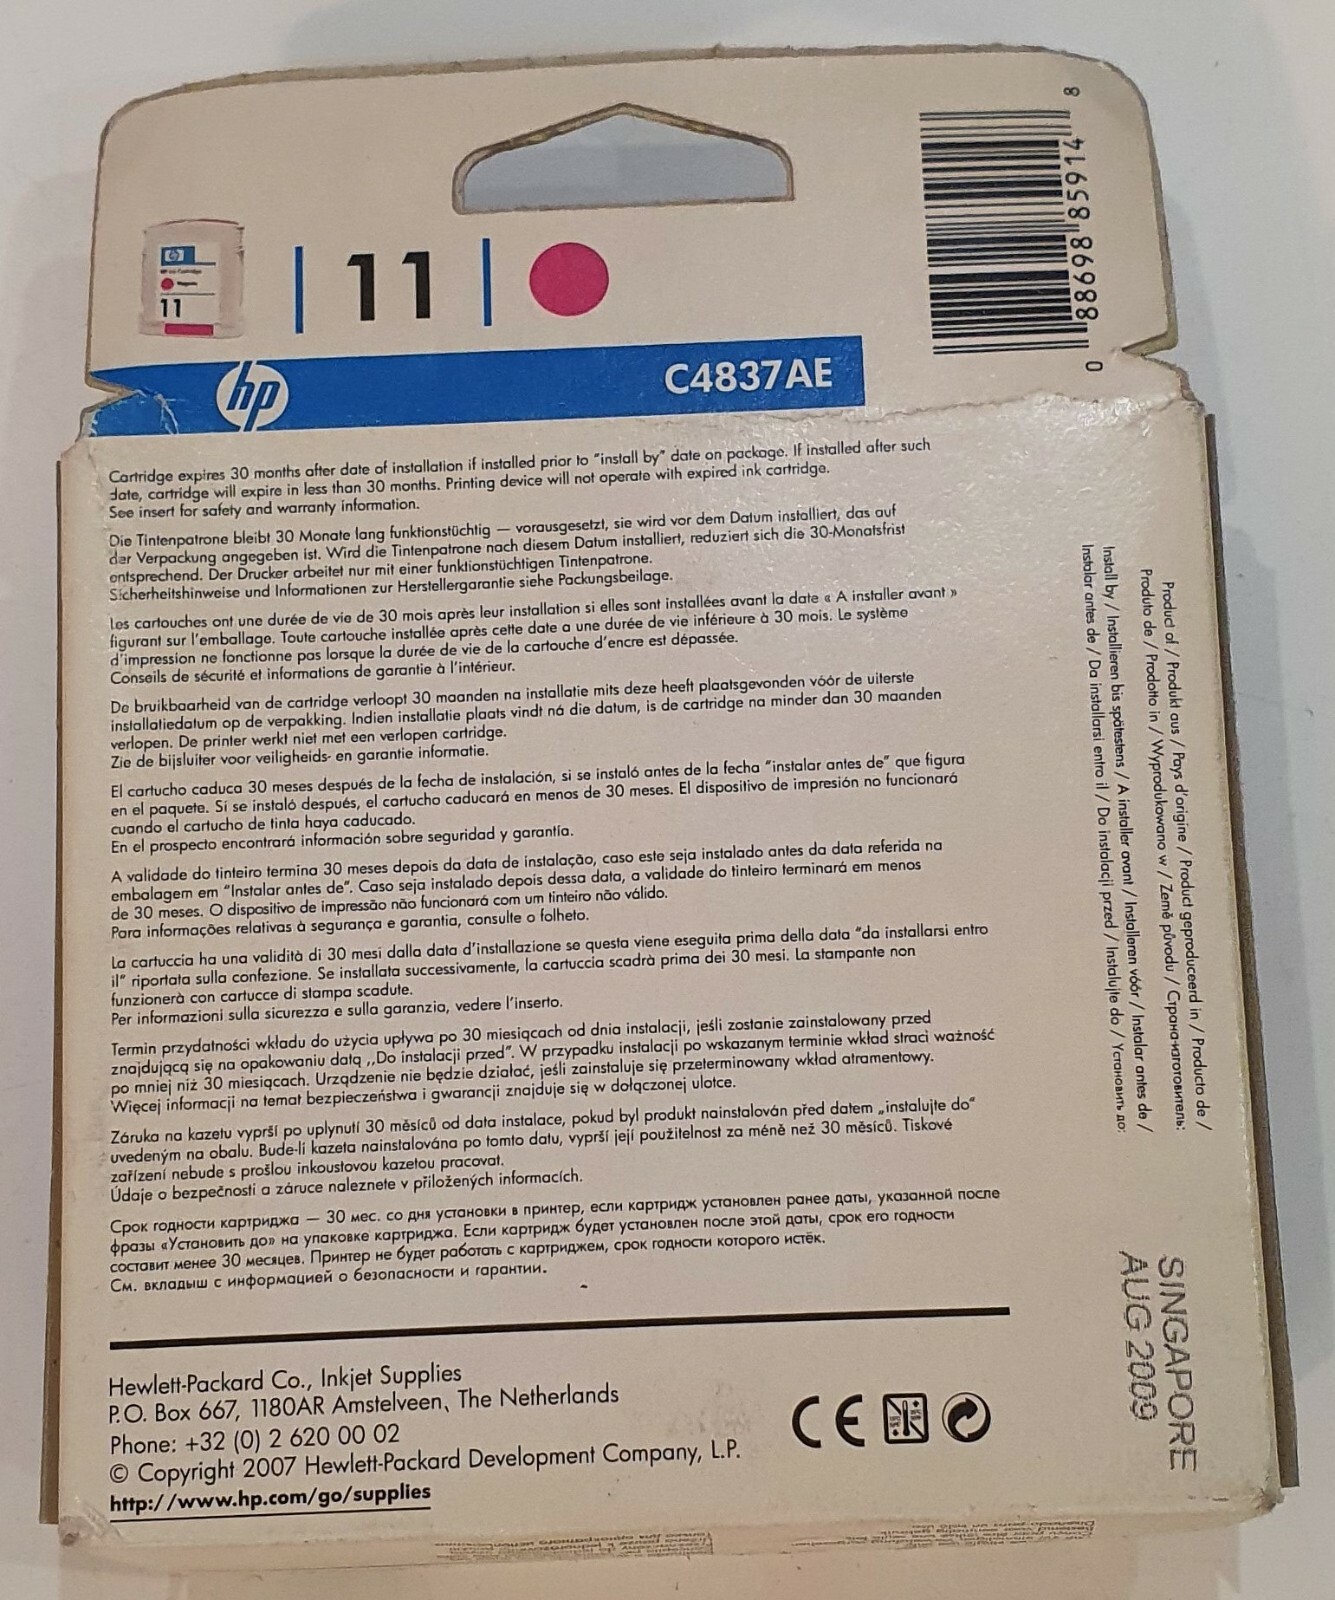 0 88698 85914 8
hp
Magenta
11
11
hp C4837AE
Cartridge expires 30 months after date of installation if installed prior to "install by" date on package. If installed after such
date, cartridge will expire in less than 30 months. Printing device will not operate with expired ink cartridge.
See insert for safety and warranty information.
Die Tintenpatrone bleibt 30 Monate lang funktionstüchtig — vorausgesetzt, sie wird vor dem Datum installiert, das auf
der Verpackung angegeben ist. Wird die Tintenpatrone nach diesem Datum installiert, reduziert sich die 30-Monatsfrist
entsprechend. Der Drucker arbeitet nur mit einer funktionstüchtigen Tintenpatrone.
Sicherheitshinweise und Informationen zur Herstellergarantie siehe Packungsbeilage.
Les cartouches ont une durée de vie de 30 mois après leur installation si elles sont installées avant la date « A installer avant »
figurant sur l'emballage. Toute cartouche installée après cette date a une durée de vie inférieure à 30 mois. Le système
d'impression ne fonctionne pas lorsque la durée de vie de la cartouche d'encre est dépassée.
Conseils de sécurité et informations de garantie à l'intérieur.
De bruikbaarheid van de cartridge verloopt 30 maanden na installatie mits deze heeft plaatsgevonden vóór de uiterste
installatiedatum op de verpakking. Indien installatie plaats vindt ná die datum, is de cartridge na minder dan 30 maanden
verlopen. De printer werkt niet met een verlopen cartridge.
Zie de bijsluiter voor veiligheids- en garantie informatie.
El cartucho caduca 30 meses después de la fecha de instalación, si se instaló antes de la fecha "instalar antes de" que figura
en el paquete. Si se instaló después, el cartucho caducará en menos de 30 meses. El dispositivo de impresión no funcionará
cuando el cartucho de tinta haya caducado.
En el prospecto encontrará información sobre seguridad y garantía.
A validade do tinteiro termina 30 meses depois da data de instalação, caso este seja instalado antes da data referida na
embalagem em "Instalar antes de". Caso seja instalado depois dessa data, a validade do tinteiro terminará em menos
de 30 meses. O dispositivo de impressão não funcionará com um tinteiro não válido.
Para informações relativas à segurança e garantia, consulte o folheto.
La cartuccia ha una validità di 30 mesi dalla data d'installazione se questa viene eseguita prima della data "da installarsi entro
il" riportata sulla confezione. Se installata successivamente, la cartuccia scadrà prima dei 30 mesi. La stampante non
funzionerà con cartucce di stampa scadute.
Per informazioni sulla sicurezza e sulla garanzia, vedere l'inserto.
Termin przydatności wkładu do użycia upływa po 30 miesiącach od dnia instalacji, jeśli zostanie zainstalowany przed
znajdującą się na opakowaniu datą ,,Do instalacji przed". W przypadku instalacji po wskazanym terminie wkład straci ważność
po mniej niż 30 miesiącach. Urządzenie nie będzie działać, jeśli zainstaluje się przeterminowany wkład atramentowy.
Więcej informacji na temat bezpieczeństwa i gwarancji znajduje się w dołączonej ulotce.
Záruka na kazetu vyprší po uplynutí 30 měsíců od data instalace, pokud byl produkt nainstalován před datem „instalujte do"
uvedeným na obalu. Bude-li kazeta nainstalována po tomto datu, vyprší její použitelnost za méně než 30 měsíců. Tiskové
zařízení nebude s prošlou inkoustovou kazetou pracovat.
Údaje o bezpečnosti a záruce naleznete v přiložených informacích.
Срок годности картриджа — 30 мес. со дня установки в принтер, если картридж установлен ранее даты, указанной после
фразы «Установить до» на упаковке картриджа. Если картридж будет установлен после этой даты, срок его годности
составит менее 30 месяцев. Принтер не будет работать с картриджем, срок годности которого истёк.
См. вкладыш с информацией о безопасности и гарантии.
Hewlett-Packard Co., Inkjet Supplies
P.O. Box 667, 1180AR Amstelveen, The Netherlands
Phone: +32 (0) 2 620 00 02
© Copyright 2007 Hewlett-Packard Development Company, L.P.
http://www.hp.com/go/supplies
CE
Product of / Produkt aus / Pays d'origine / Product geproduceerd in / Producto de /
Produto de / Prodotto in / Wyprodukowano w / Země původu / Страна-изготовитель:
Install by / Installieren bis spätestens / A installer avant / Installeren vóór / Instalar antes de /
Instalar antes de / Da installarsi entro il / Do instalacji przed / Instalujte do / Установить до:
SINGAPORE
AUG 2009